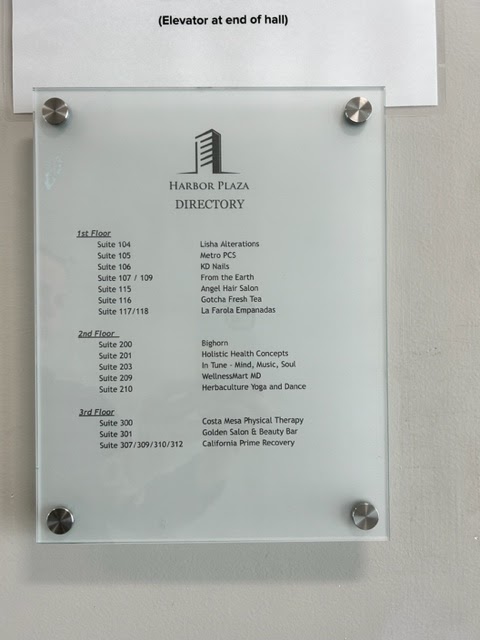 (Elevator at end of hall)
HARBOR PLAZA
DIRECTORY
1st Floor
Suite 104 Lisha Alterations
Suite 105 Metro PCS
Suite 106 KD Nails
Suite 107 / 109 From the Earth
Suite 115 Angel Hair Salon
Suite 116 Gotcha Fresh Tea
Suite 117/118 La Farola Empanadas
2nd Floor
Suite 200 Bighorn
Suite 201 Holistic Health Concepts
Suite 203 In Tune - Mind, Music, Soul
Suite 209 WellnessMart MD
Suite 210 Herbaculture Yoga and Dance
3rd Floor
Suite 300 Costa Mesa Physical Therapy
Suite 301 Golden Salon & Beauty Bar
Suite 307/309/310/312 California Prime Recovery